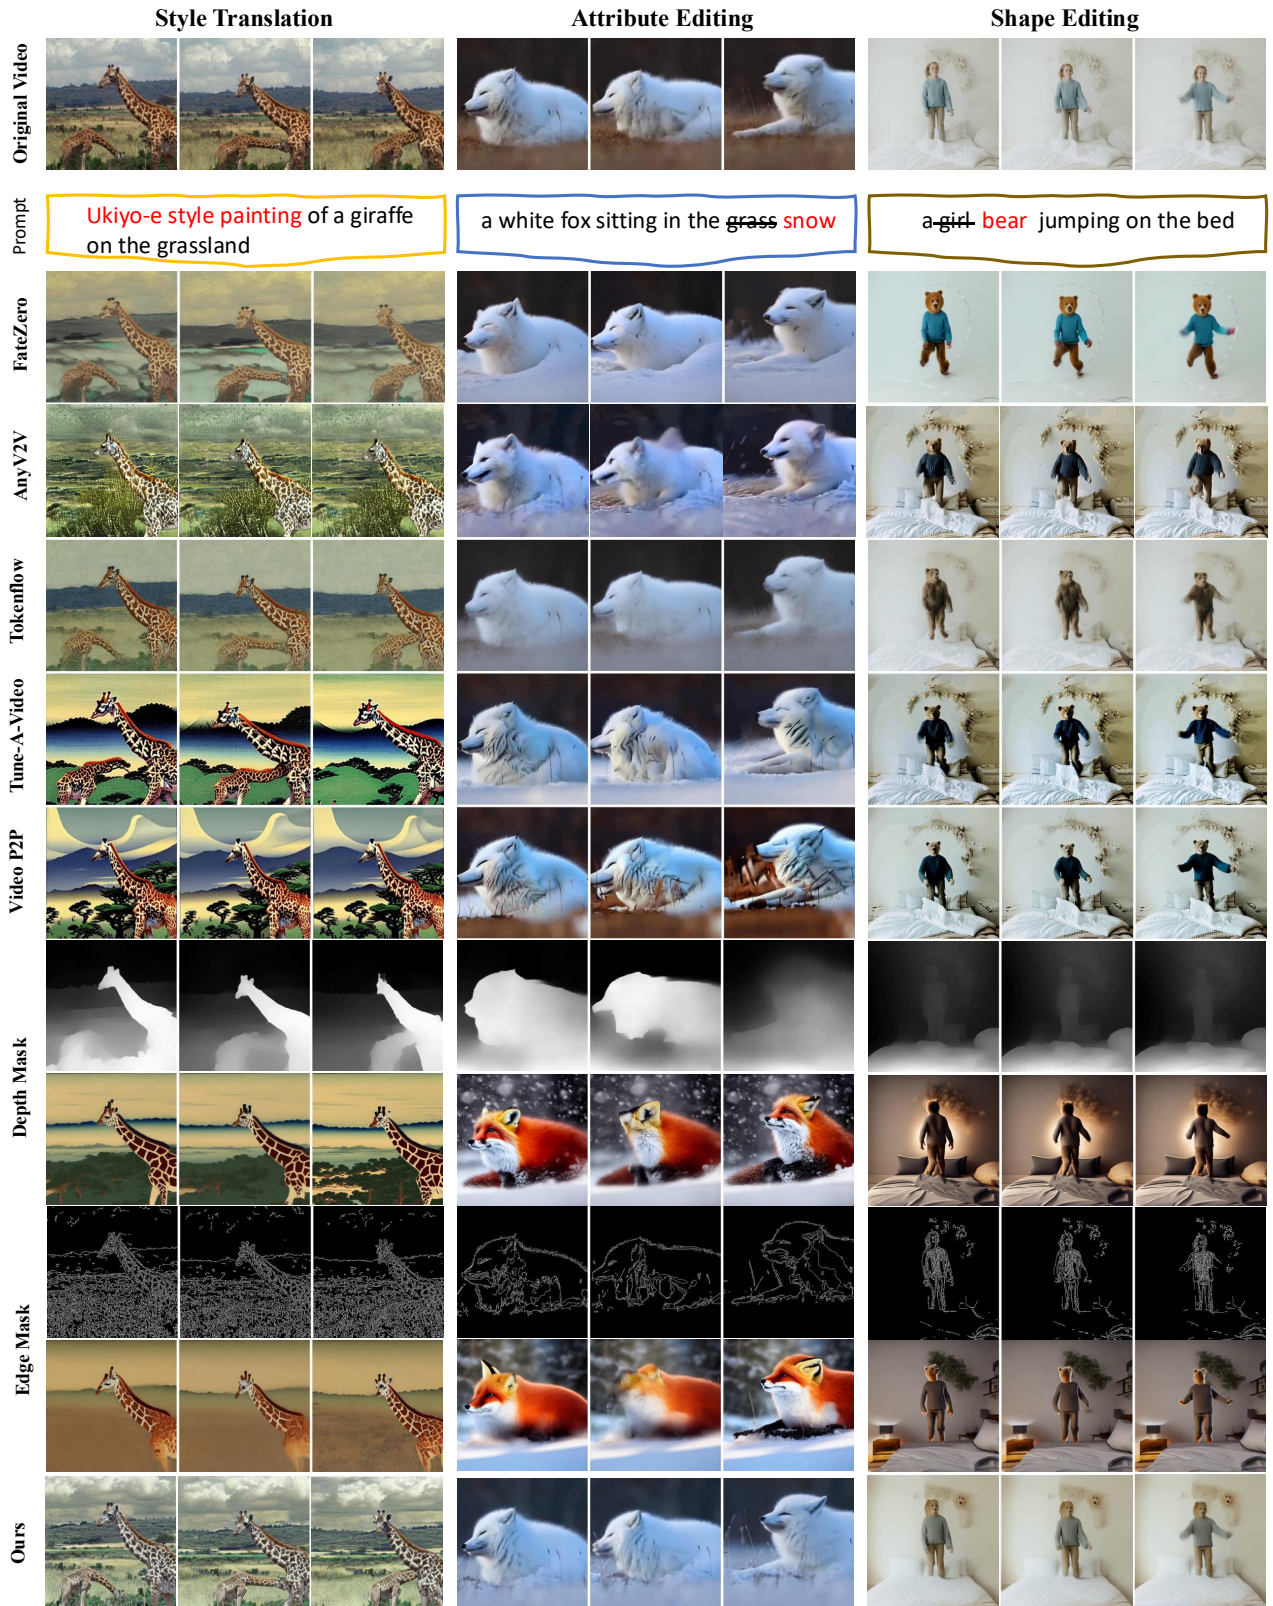 Style Translation
Attribute Editing
Shape Editing
Original Video
Prompt
Ukiyo-e style painting of a giraffe
on the grassland
a white fox sitting in the grass snow
a girl bear jumping on the bed
FateZero
AnyV2V
Tokenflow
Tune-A-Video
Video P2P
Depth Mask
Edge Mask
Ours